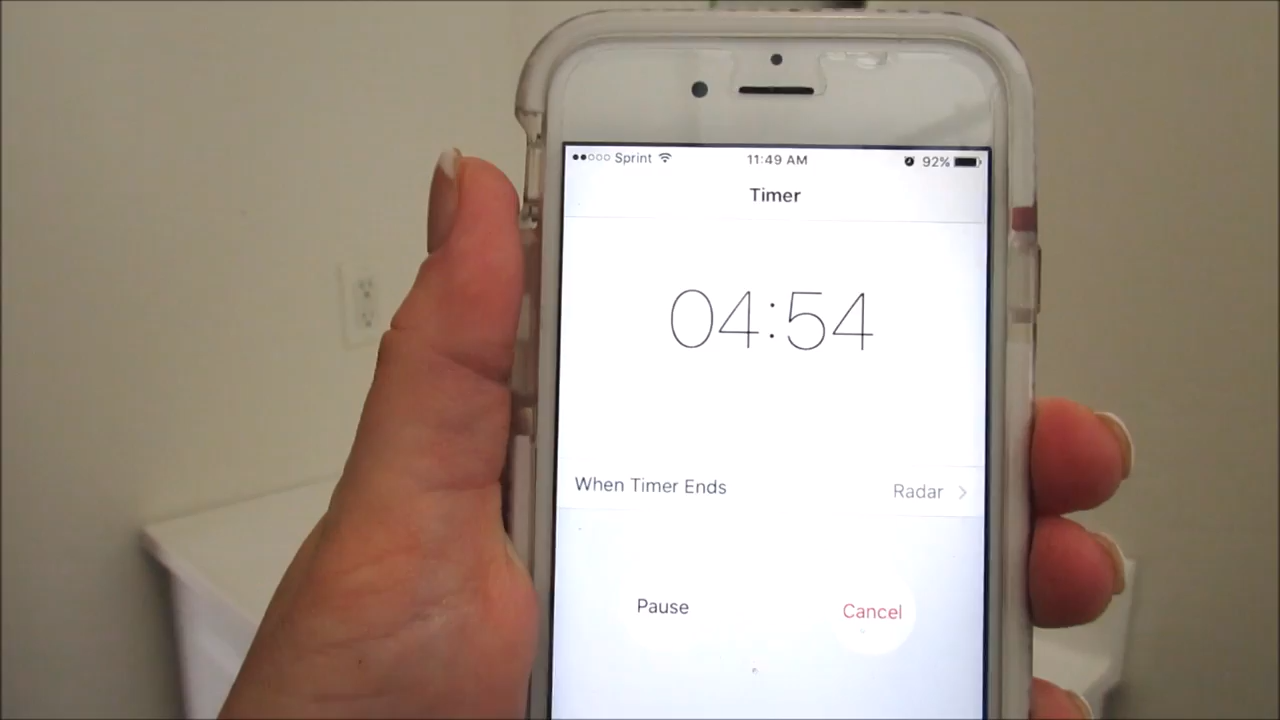 Sprint 11:49 AM 92%
Timer
04:54
When Timer Ends Radar
Pause Cancel